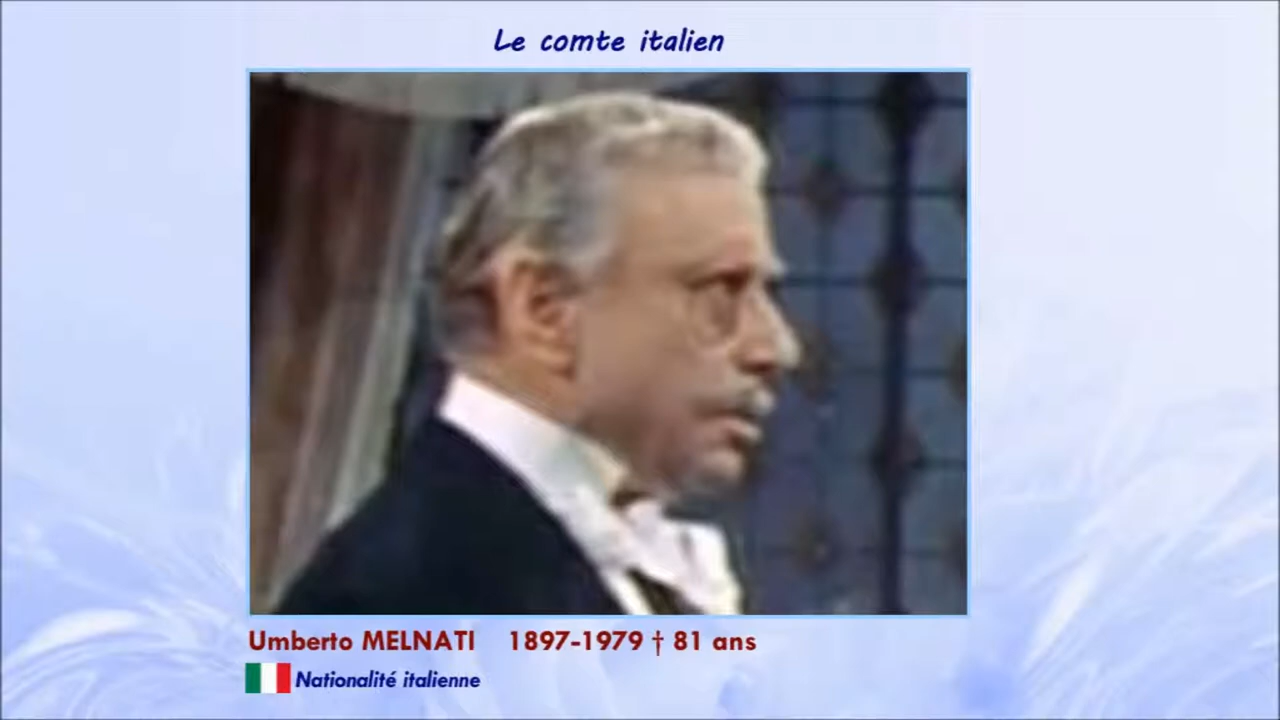 Le comte italien
Umberto MELNATI 1897-1979 † 81 ans
Nationalité italienne